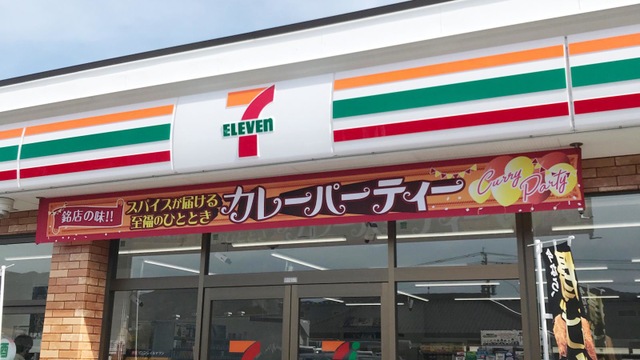 7
ELEVEN
銘店の味!!
スパイスが届ける
至福のひととき
カレーパーティー
Curry
Party